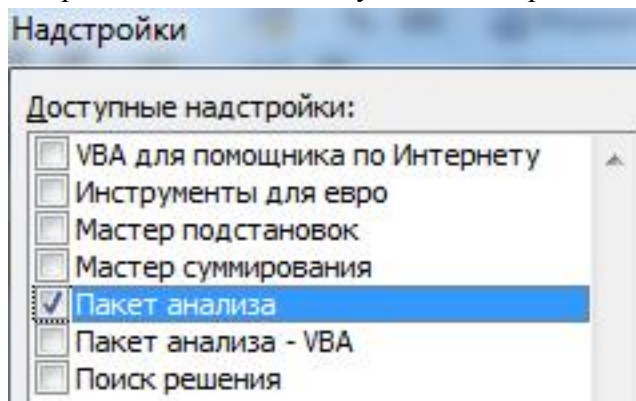 Надстройки
Доступные надстройки:
VBA для помощника по Интернету
Инструменты для евро
Мастер подстановок
Мастер суммирования
Пакет анализа
Пакет анализа - VBA
Поиск решения